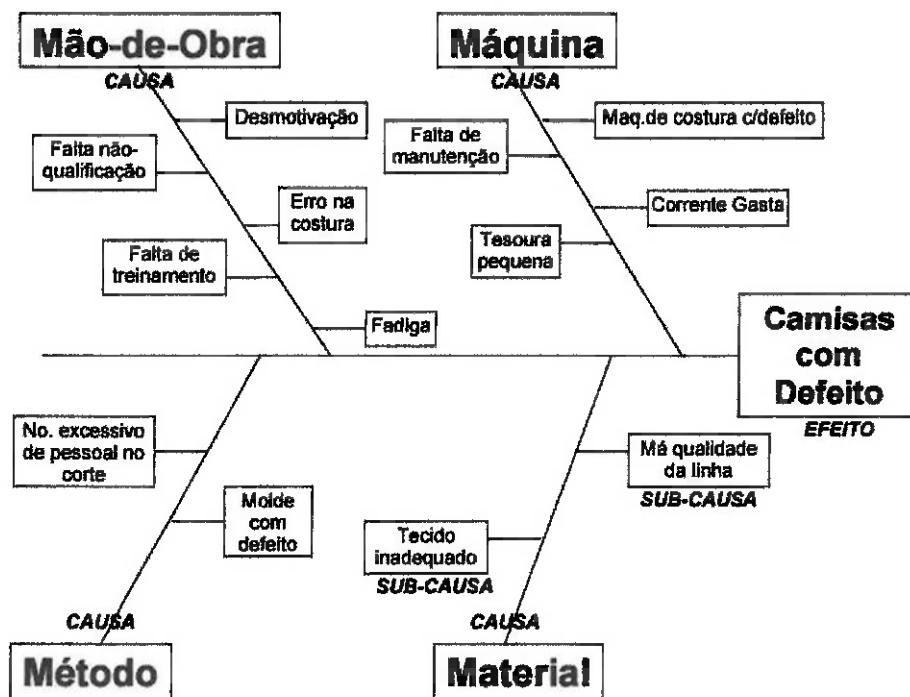 Mão-de-Obra
CAUSA
Desmotivação
Falta não-
qualificação
Erro na
costura
Falta de
treinamento
Fadiga
Máquina
CAUSA
Maq.de costura c/defeito
Falta de
manutenção
Corrente Gasta
Tesoura
pequena
Camisas
com
Defeito
EFEITO
No. excessivo
de pessoal no
corte
Molde
com
defeito
CAUSA
Método
Má qualidade
da linha
SUB-CAUSA
Tecido
inadequado
SUB-CAUSA
CAUSA
Material